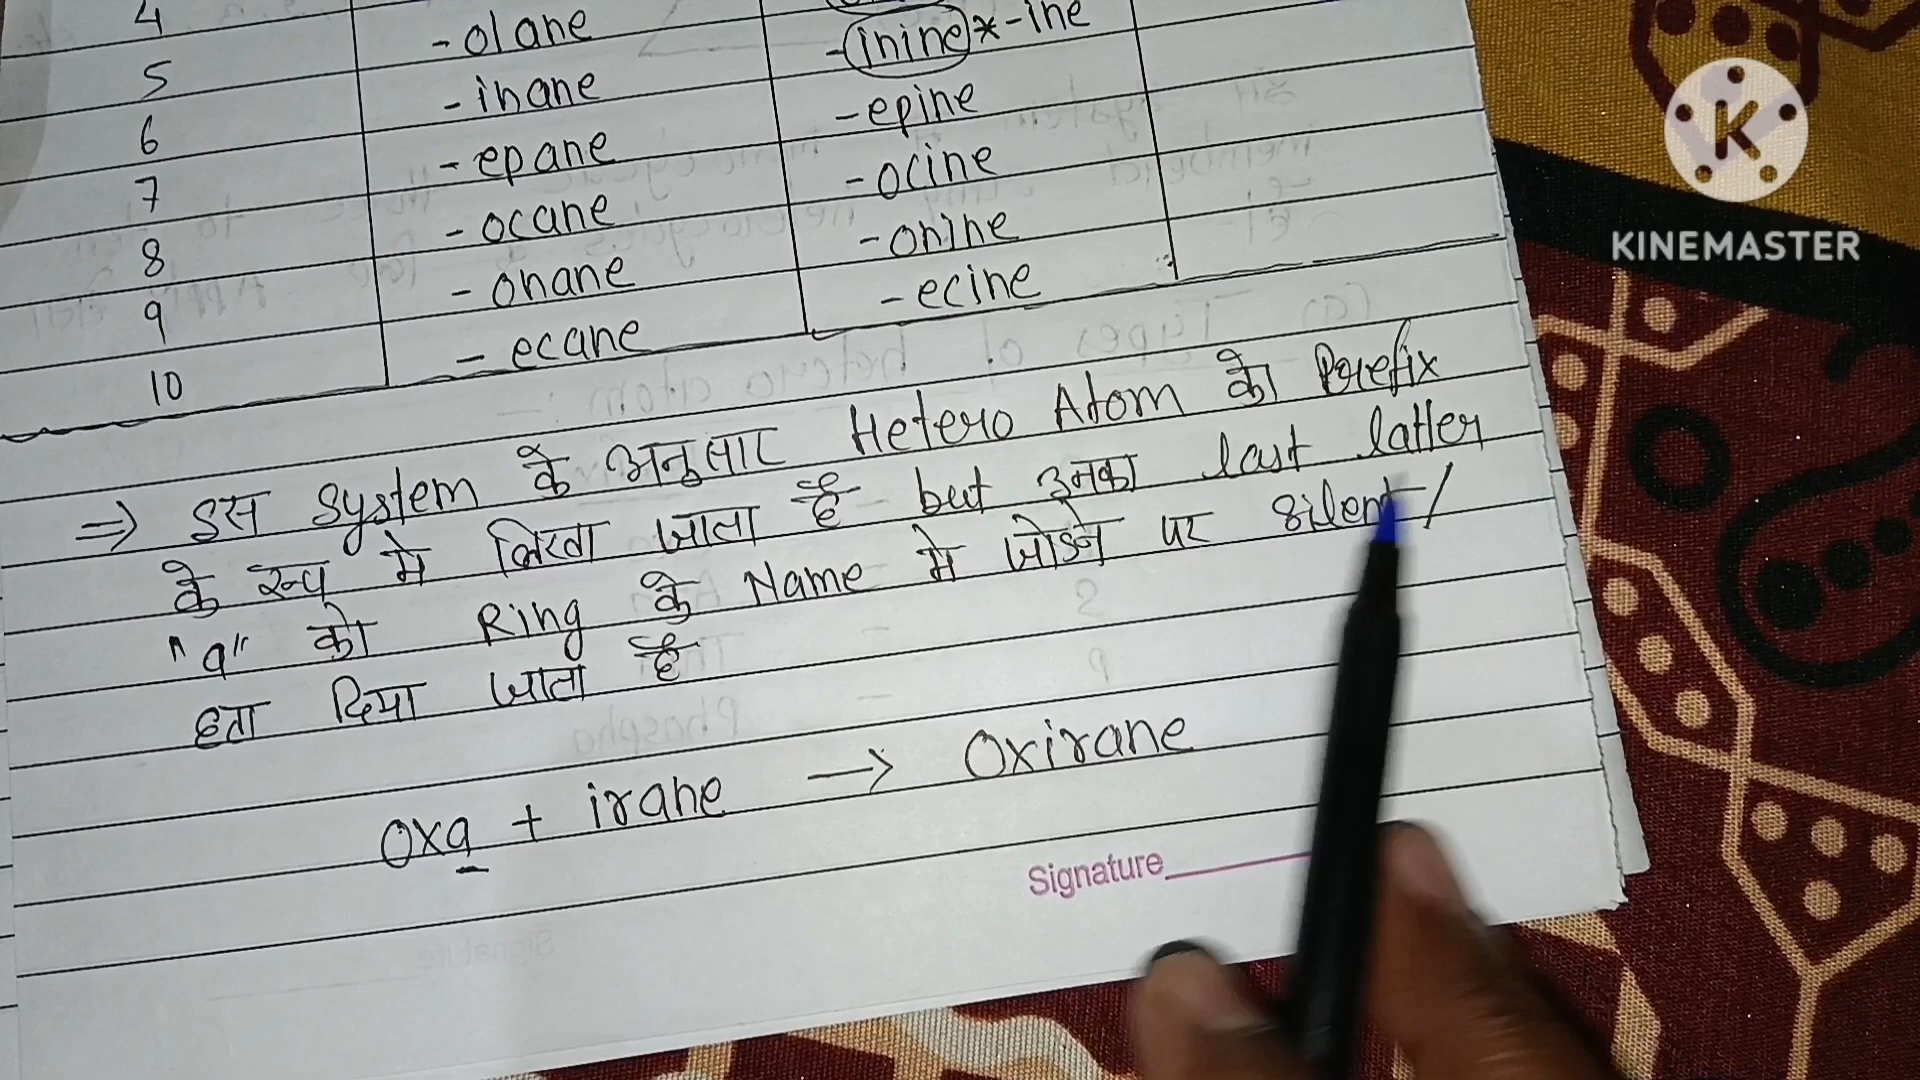 4
-olane
-inine * -ine
5
-inane
-epine
6
-epane
-ocine
7
-ocane
-onine
8
-onane
-ecine
9
-ecane
10
⇒ इस system के अनुसार Hetero Atom को Prefix
के रूप मे लिखा जाता है but उनका last latter
"a" को Ring के Name मे जोडने पर silent /
हटा दिया जाता है
Oxa + irane → Oxirane
Signature
K
KINEMASTER